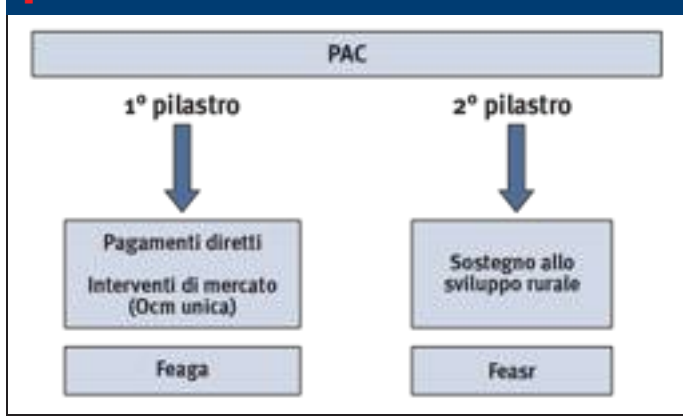 PAC
1° pilastro
2° pilastro
Pagamenti diretti
Interventi di mercato
(Ocm unica)
Sostegno allo
sviluppo rurale
Feaga
Feasr